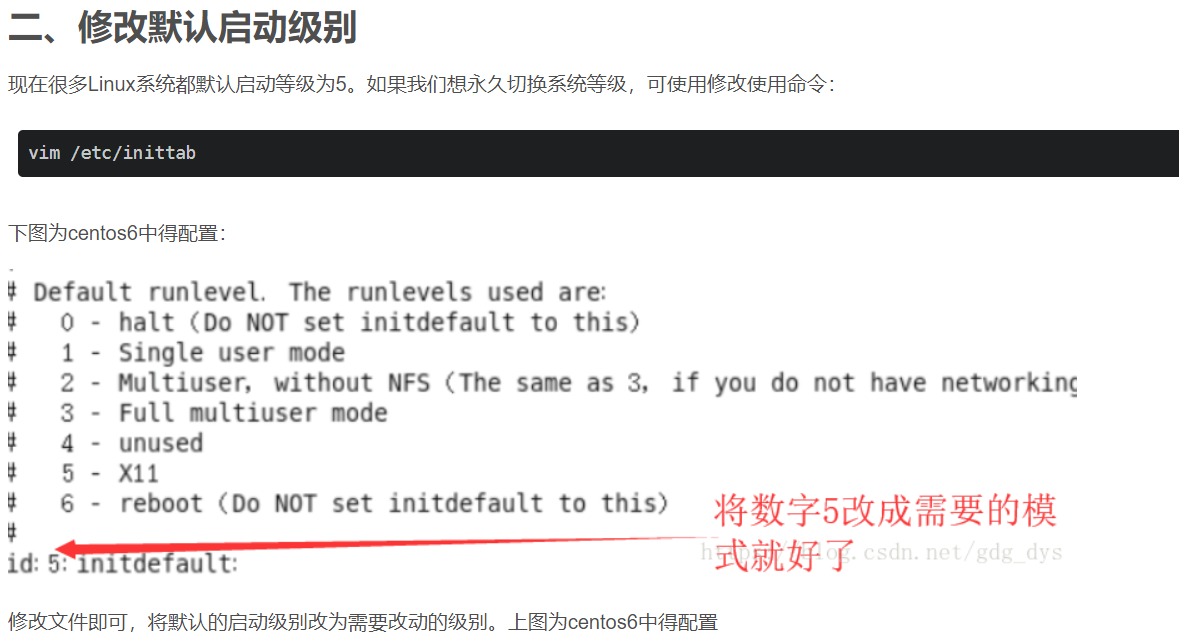 二、修改默认启动级别
现在很多Linux系统都默认启动等级为5。如果我们想永久切换系统等级，可使用修改使用命令：
vim /etc/inittab
下图为centos6中得配置：
# Default runlevel. The runlevels used are:
#   0 - halt (Do NOT set initdefault to this)
#   1 - Single user mode
#   2 - Multiuser, without NFS (The same as 3, if you do not have networking
#   3 - Full multiuser mode
#   4 - unused
#   5 - X11
#   6 - reboot (Do NOT set initdefault to this)
#
id:5:initdefault:
将数字5改成需要的模
式就好了
blog.csdn.net/gdg_dys
修改文件即可，将默认的启动级别改为需要改动的级别。上图为centos6中得配置